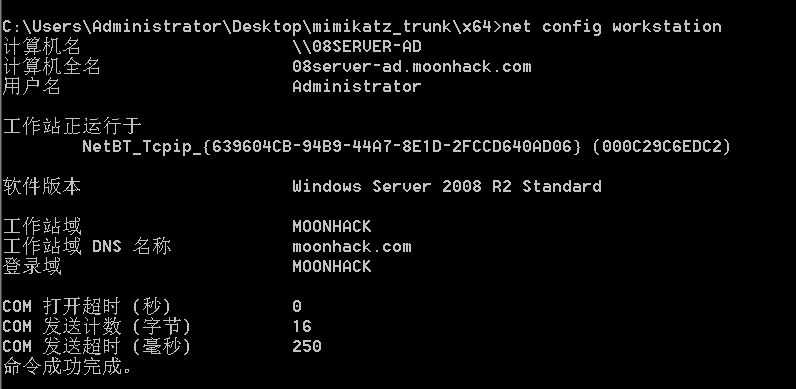 C:\Users\Administrator\Desktop\mimikatz_trunk\x64>net config workstation
计算机名 \\08SERVER-AD
计算机全名 08server-ad.moonhack.com
用户名 Administrator
工作站正运行于
NetBT_Tcpip_{639604CB-94B9-44A7-8E1D-2FCCD640AD06} (000C29C6EDC2)
软件版本 Windows Server 2008 R2 Standard
工作站域 MOONHACK
工作站域 DNS 名称 moonhack.com
登录域 MOONHACK
COM 打开超时 (秒) 0
COM 发送计数 (字节) 16
COM 发送超时 (毫秒) 250
命令成功完成。